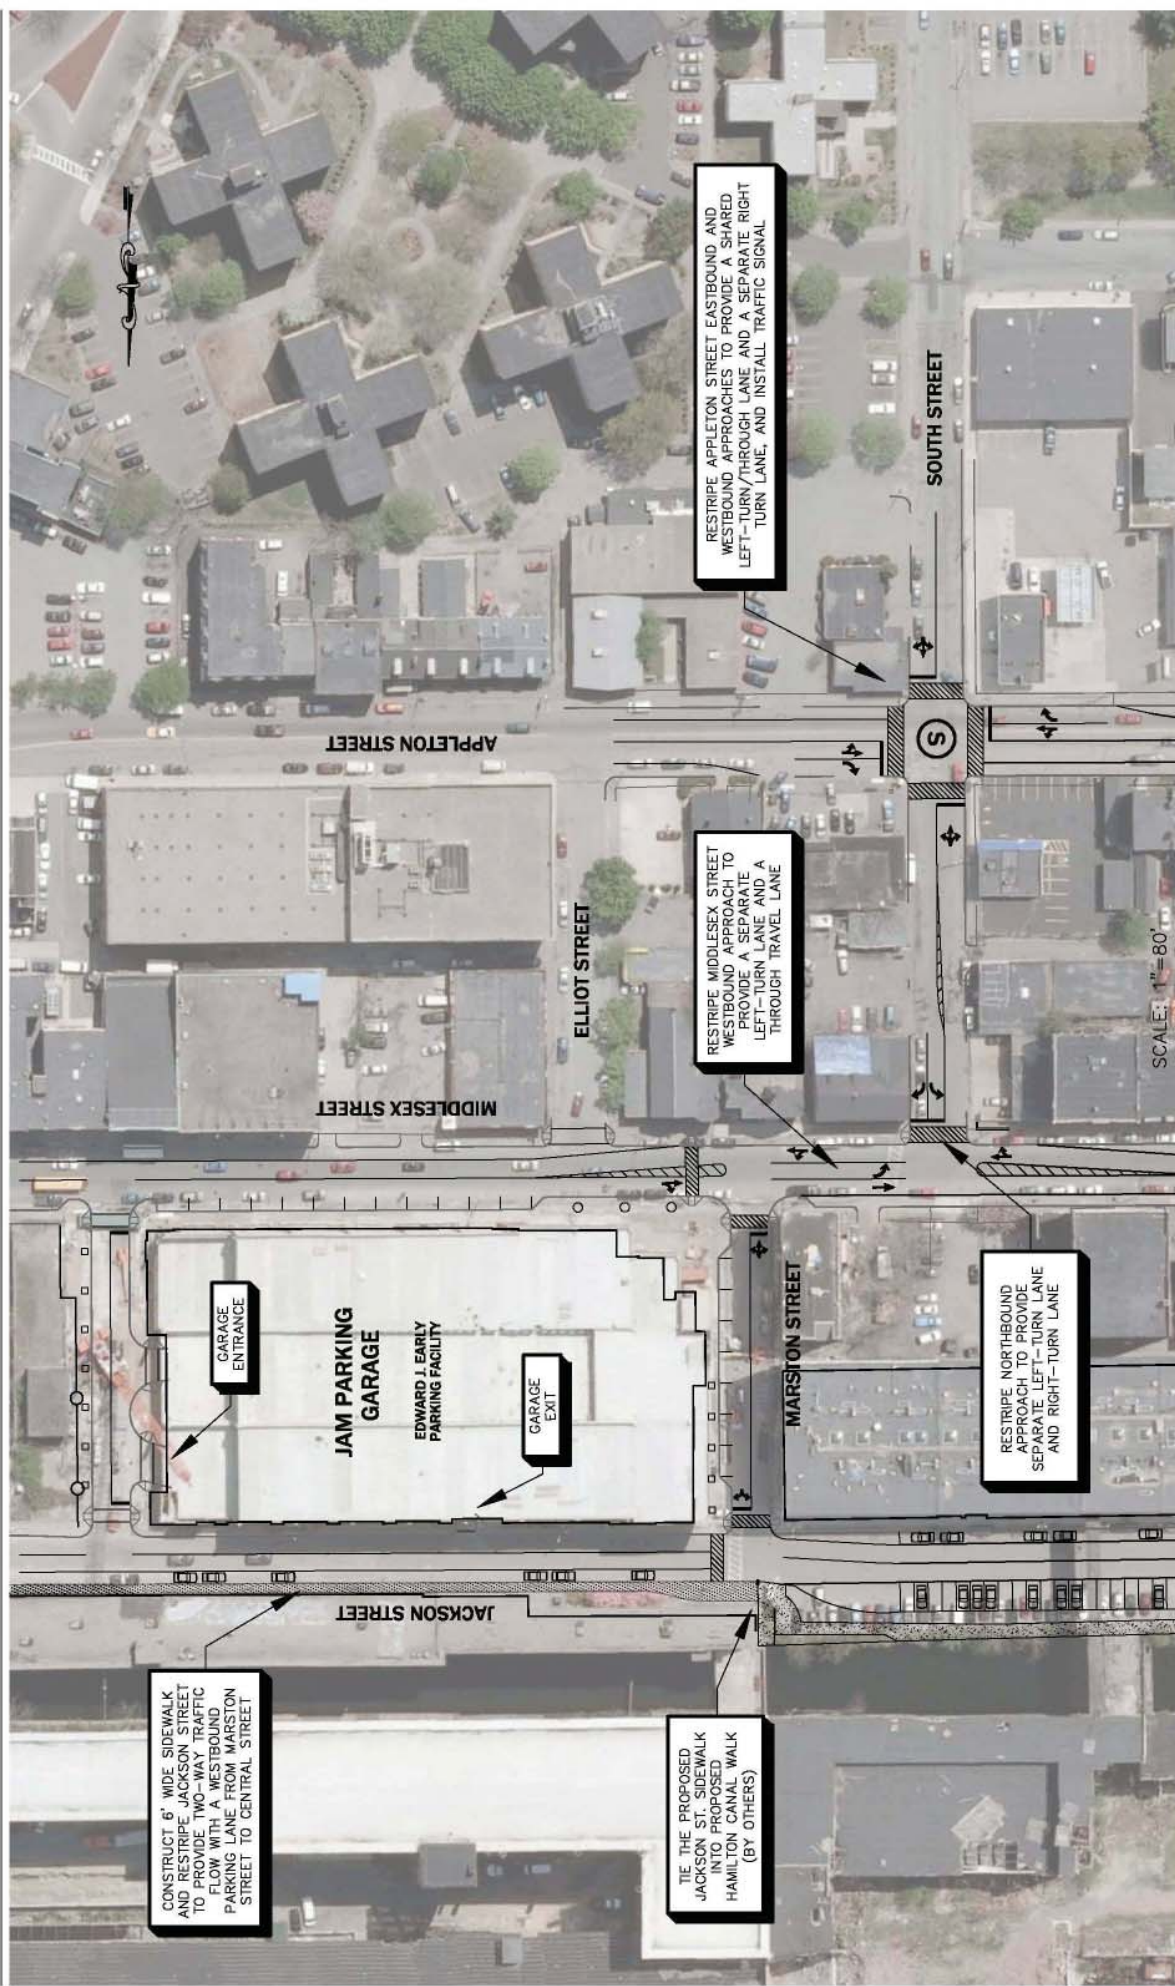 CONSTRUCT 6' WIDE SIDEWALK
AND RESTRIPE JACKSON STREET
TO PROVIDE TWO-WAY TRAFFIC
FLOW WITH A WESTBOUND
PARKING LANE FROM MARSTON
STREET TO CENTRAL STREET
TIE THE PROPOSED
JACKSON ST. SIDEWALK
INTO PROPOSED
HAMILTON CANAL WALK
(BY OTHERS)
JACKSON STREET
GARAGE
ENTRANCE
JAM PARKING
GARAGE
EDWARD J. EARLY
PARKING FACILITY
GARAGE
EXIT
MARSTON STREET
RESTRIPE NORTHBOUND
APPROACH TO PROVIDE
SEPARATE LEFT-TURN LANE
AND RIGHT-TURN LANE
MIDDLESEX STREET
ELLIOT STREET
RESTRIPE MIDDLESEX STREET
WESTBOUND APPROACH TO
PROVIDE A SEPARATE
LEFT-TURN LANE AND A
THROUGH TRAVEL LANE
APPLETON STREET
S
RESTRIPE APPLETON STREET EASTBOUND AND
WESTBOUND APPROACHES TO PROVIDE A SHARED
LEFT-TURN/THROUGH LANE AND A SEPARATE RIGHT
TURN LANE, AND INSTALL TRAFFIC SIGNAL
SOUTH STREET
SCALE: 1"=80'